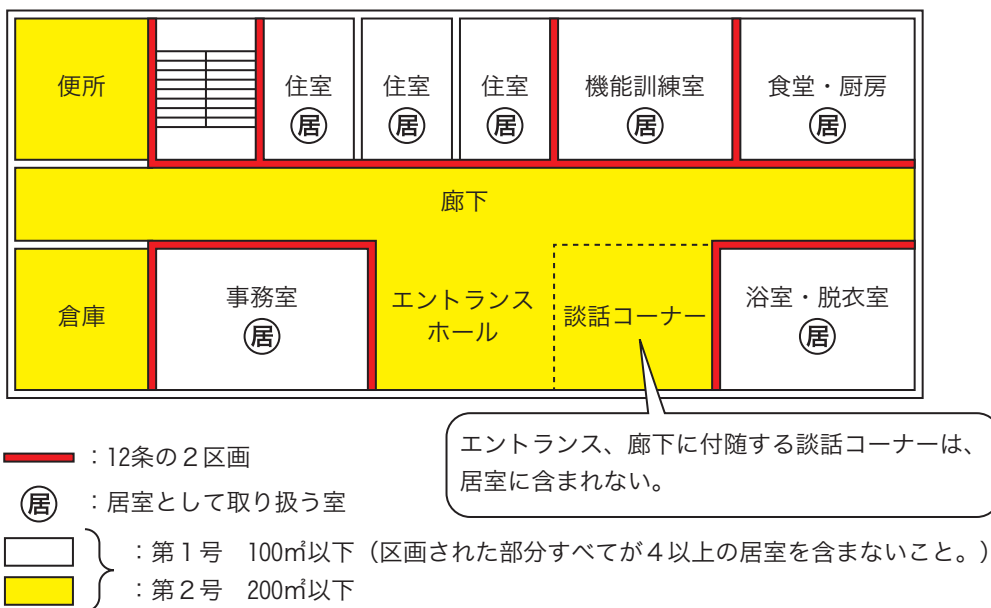 便所
住室
居
住室
居
住室
居
機能訓練室
居
食堂・厨房
居
廊下
倉庫
事務室
居
エントランス
ホール
談話コーナー
浴室・脱衣室
居
エントランス、廊下に付随する談話コーナーは、
居室に含まれない。
：12条の２区画
居 ：居室として取り扱う室
：第１号　100㎡以下（区画された部分すべてが４以上の居室を含まないこと。）
：第２号　200㎡以下